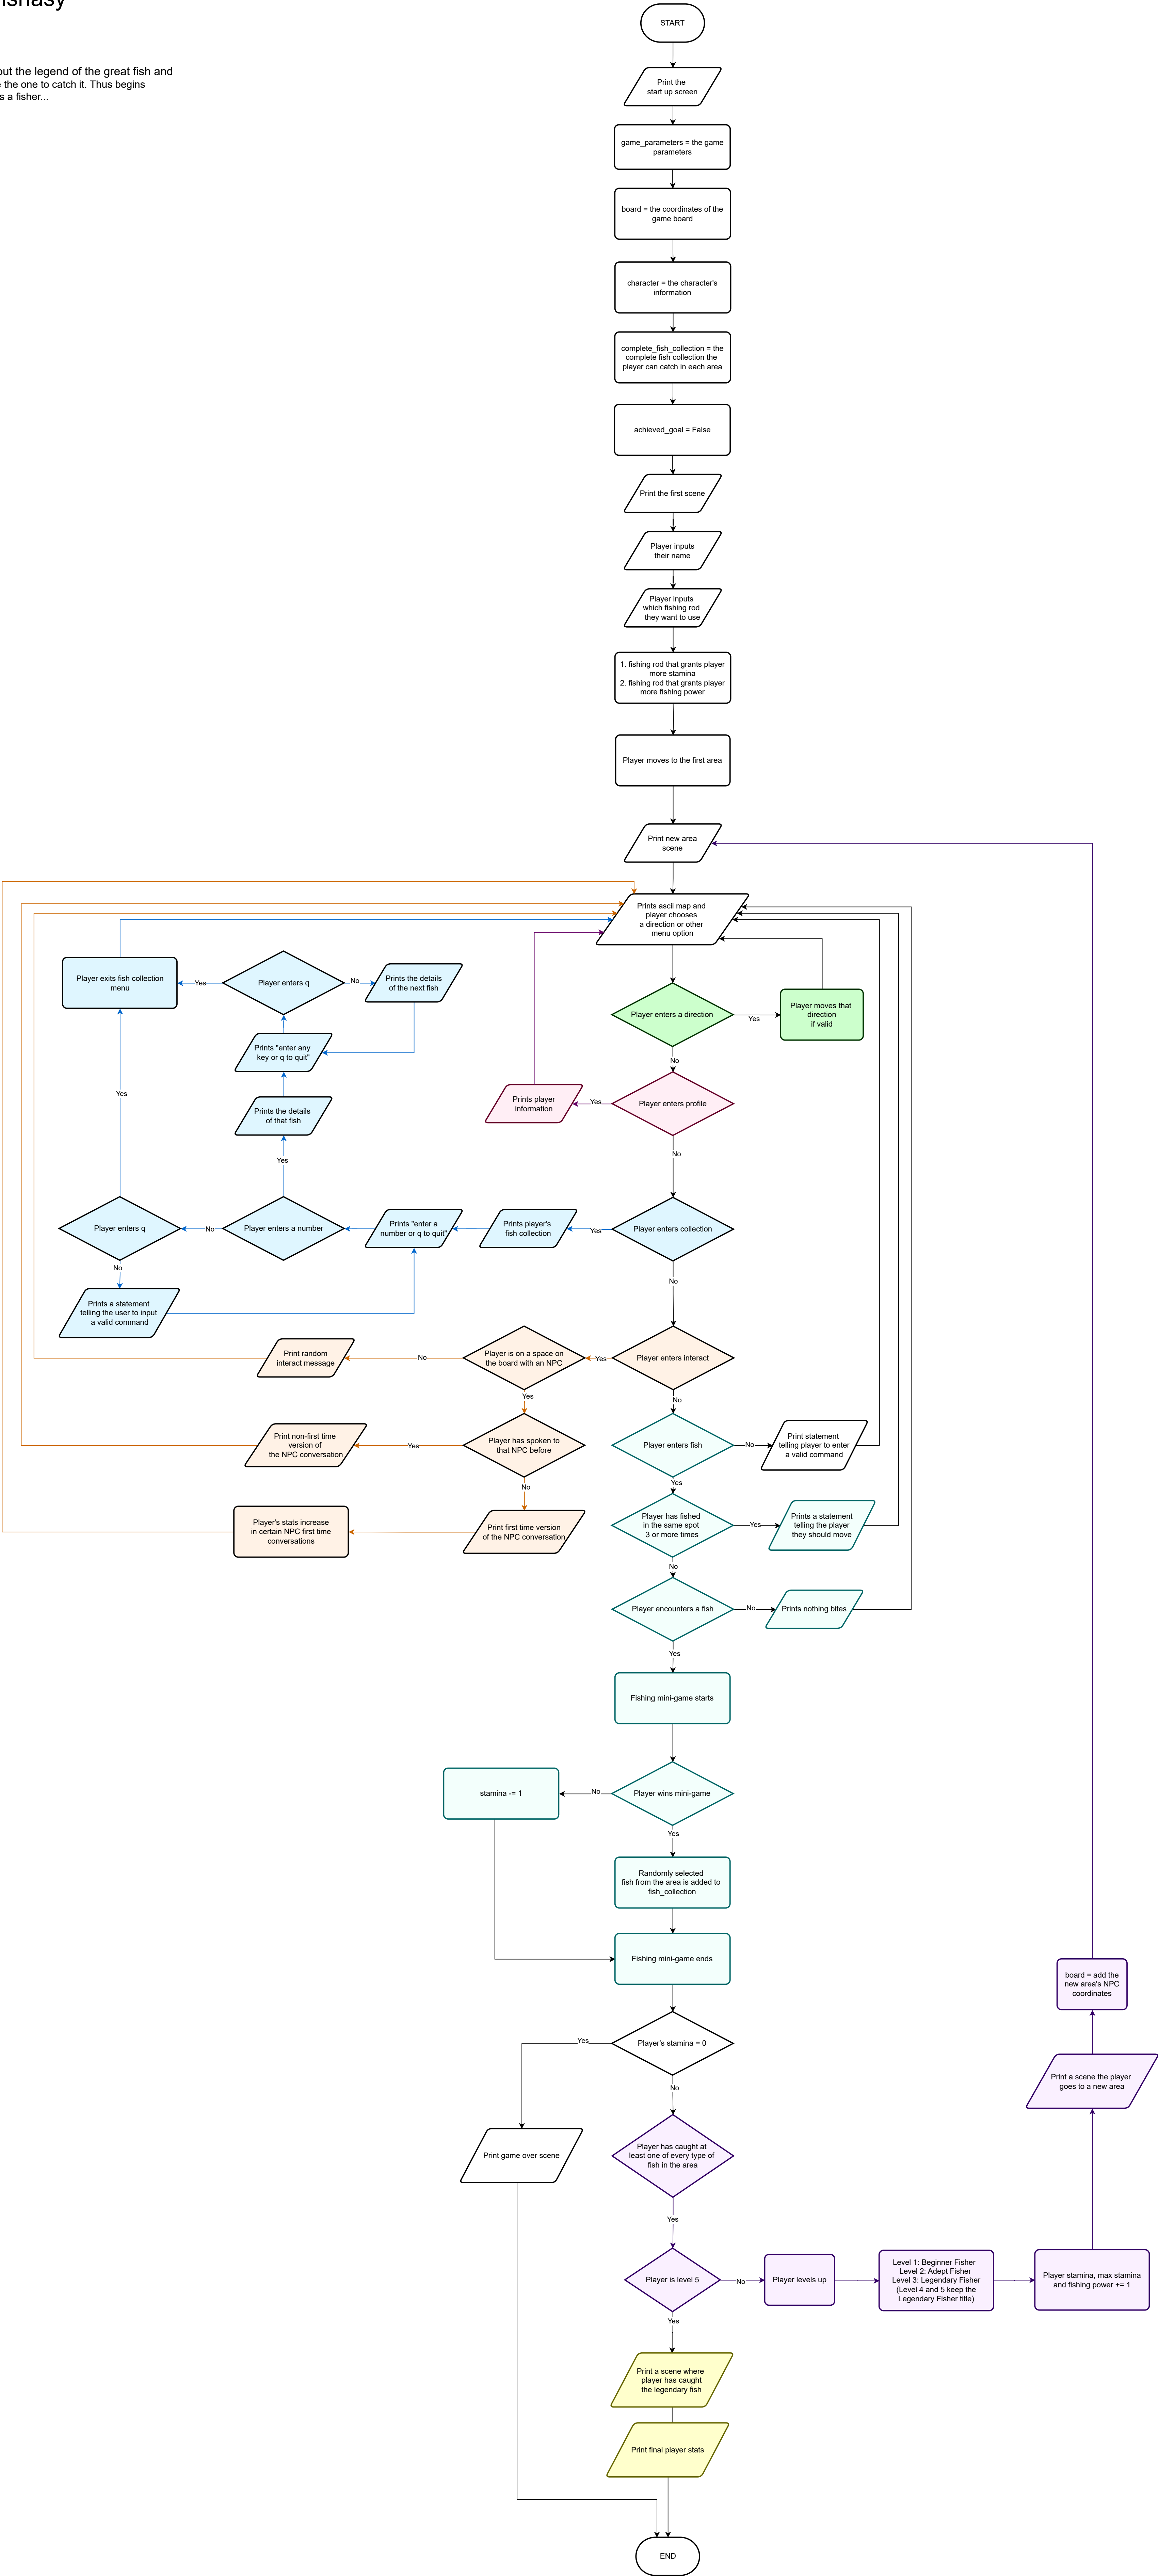 START
Print the
start up screen
game_parameters = the game
parameters
board = the coordinates of the
game board
character = the character's
information
complete_fish_collection = the
complete fish collection the
player can catch in each area
achieved_goal = False
Print the first scene
Player inputs
their name
Player inputs
which fishing rod
they want to use
1. fishing rod that grants player
more stamina
2. fishing rod that grants player
more fishing power
Player moves to the first area
Print new area
scene
Prints ascii map and
player chooses
a direction or other
menu option
Player enters a direction
Yes
Player moves that
direction
if valid
No
Player enters profile
Yes
Prints player
information
No
Player enters collection
Yes
Prints player's
fish collection
Prints "enter a
number or q to quit"
Player enters a number
Yes
Prints the details
of that fish
Prints "enter any
key or q to quit"
Player enters q
No
Prints the details
of the next fish
Yes
Player exits fish collection
menu
No
Player enters q
Yes
No
Prints a statement
telling the user to input
a valid command
No
Player enters interact
Yes
Player is on a space on
the board with an NPC
No
Print random
interact message
Yes
Player has spoken to
that NPC before
Yes
Print non-first time
version of
the NPC conversation
No
Print first time version
of the NPC conversation
Player's stats increase
in certain NPC first time
conversations
No
Player enters fish
No
Print statement
telling player to enter
a valid command
Yes
Player has fished
in the same spot
3 or more times
Yes
Prints a statement
telling the player
they should move
No
Player encounters a fish
No
Prints nothing bites
Yes
Fishing mini-game starts
Player wins mini-game
No
stamina -= 1
Yes
Randomly selected
fish from the area is added to
fish_collection
Fishing mini-game ends
Player's stamina = 0
Yes
Print game over scene
No
Player has caught at
least one of every type of
fish in the area
Yes
Player is level 5
No
Player levels up
Level 1: Beginner Fisher
Level 2: Adept Fisher
Level 3: Legendary Fisher
(Level 4 and 5 keep the
Legendary Fisher title)
Player stamina, max stamina
and fishing power += 1
Print a scene the player
goes to a new area
board = add the
new area's NPC
coordinates
Yes
Print a scene where
player has caught
the legendary fish
Print final player stats
END
the legend of the great fish and
the one to catch it. Thus begins
a fisher...